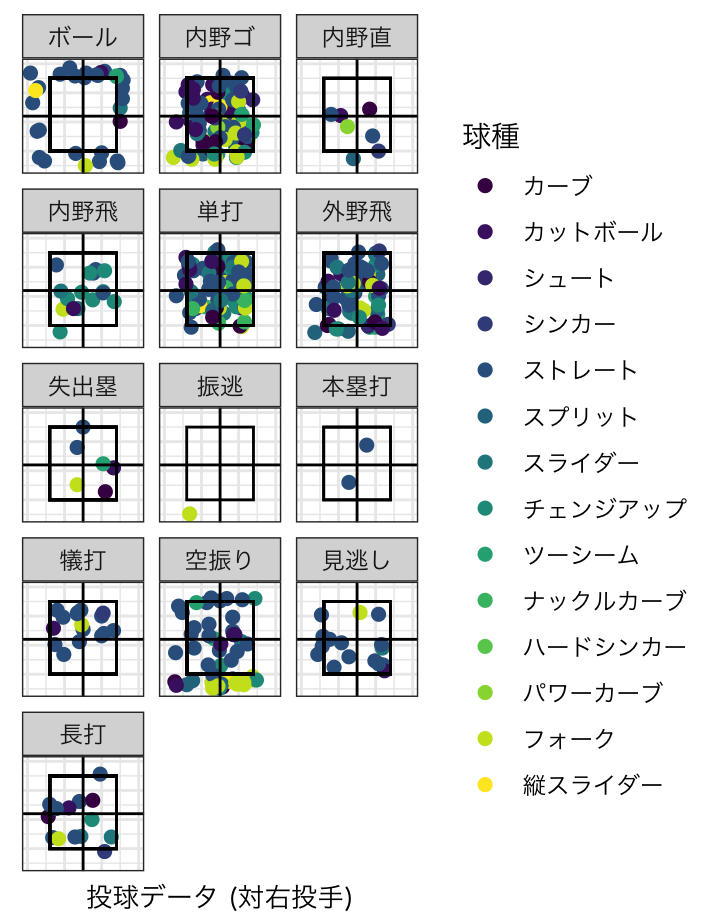 ボール 内野ゴ 内野直
内野飛 単打 外野飛
失出塁 振逃 本塁打
犠打 空振り 見逃し
長打
投球データ (対右投手)
球種
カーブ
カットボール
シュート
シンカー
ストレート
スプリット
スライダー
チェンジアップ
ツーシーム
ナックルカーブ
ハードシンカー
パワーカーブ
フォーク
縦スライダー